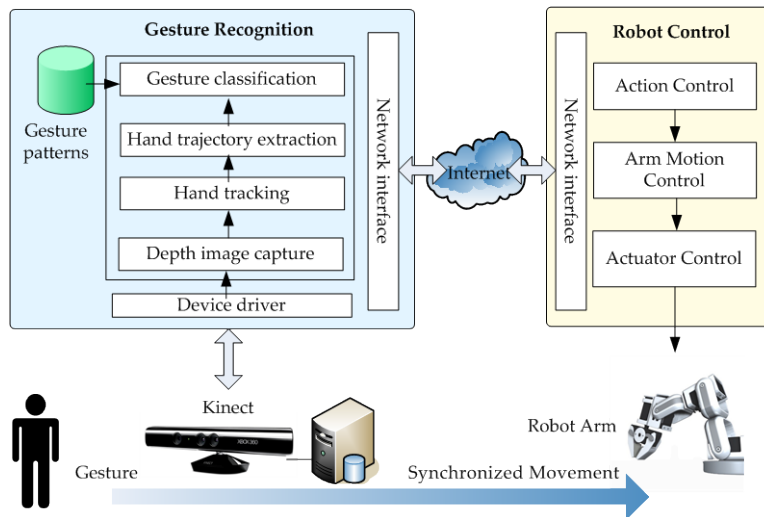 Gesture Recognition
Gesture classification
Gesture
patterns
Hand trajectory extraction
Hand tracking
Depth image capture
Device driver
Network interface
Internet
Robot Control
Network interface
Action Control
Arm Motion
Control
Actuator Control
Kinect
XBOX360
Robot Arm
Gesture
Synchronized Movement